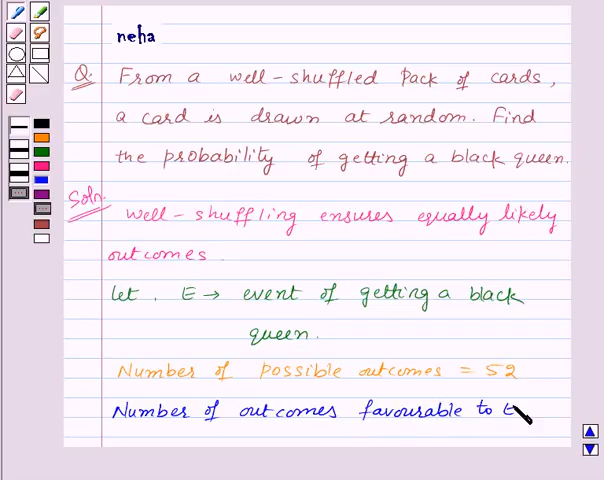 neha
Q. From a well-shuffled pack of cards,
a card is drawn at random. Find
the probability of getting a black queen.
Soln.
Well-shuffling ensures equally likely
outcomes.
let. E → event of getting a black
queen.
Number of possible outcomes = 52
Number of outcomes favourable to E